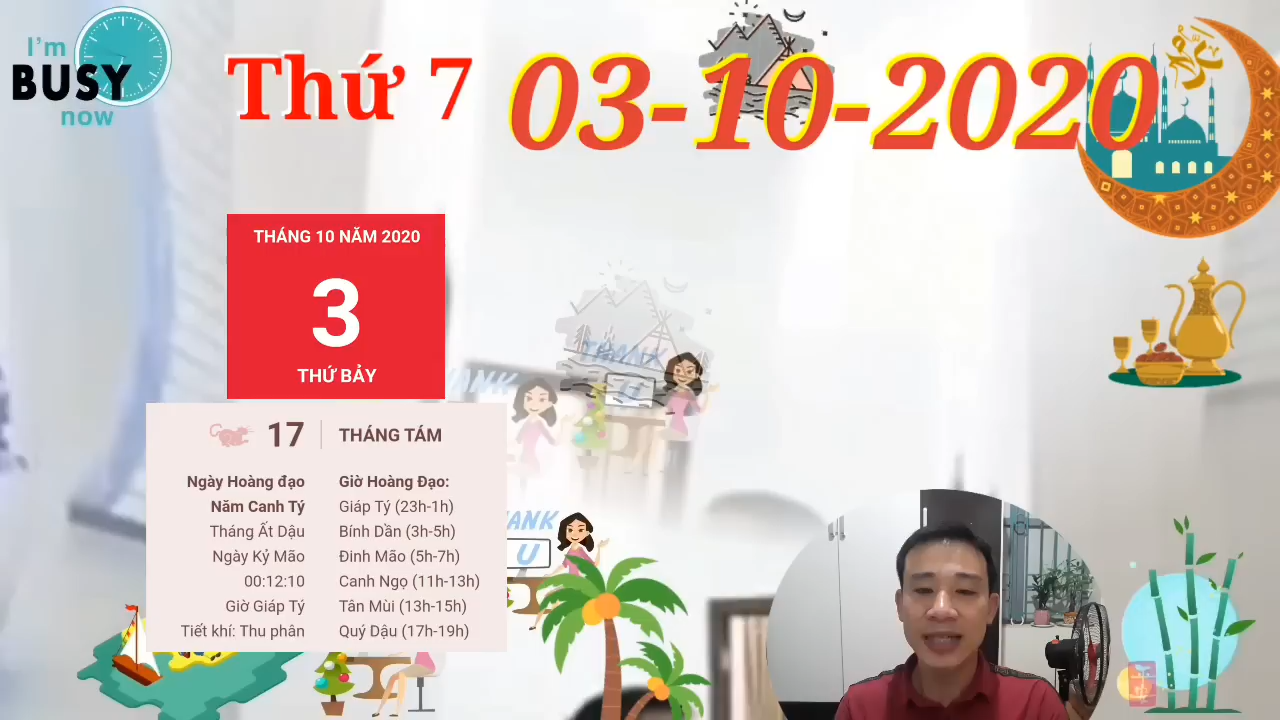 I'm
BUSY
now
Thứ 7 03-10-2020
THÁNG 10 NĂM 2020
3
THỨ BẢY
17 THÁNG TÁM
Ngày Hoàng đạo
Năm Canh Tý
Tháng Ất Dậu
Ngày Kỷ Mão
00:12:10
Giờ Giáp Tý
Tiết khí: Thu phân
Giờ Hoàng Đạo:
Giáp Tý (23h-1h)
Bính Dần (3h-5h)
Đinh Mão (5h-7h)
Canh Ngọ (11h-13h)
Tân Mùi (13h-15h)
Quý Dậu (17h-19h)
THANK
U
HANK
ANK
U